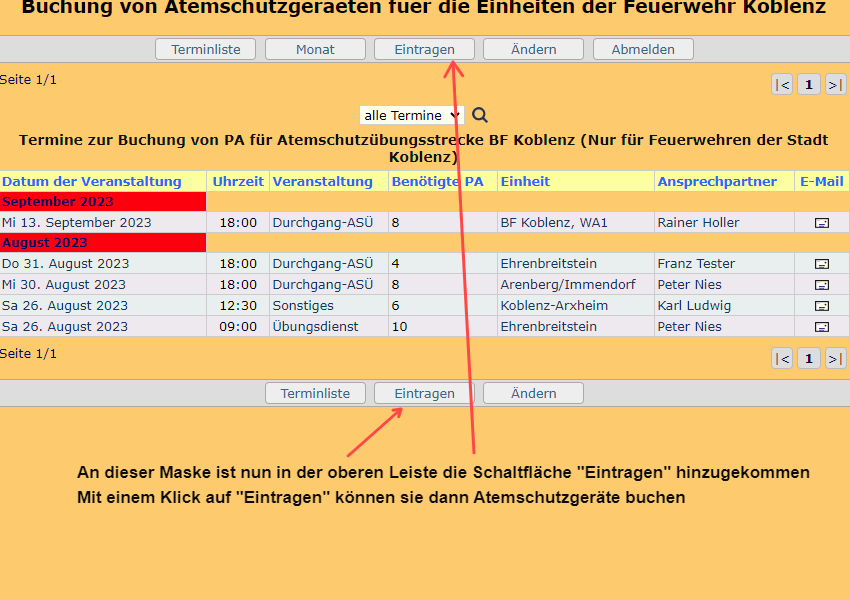 Buchung von Atemschutzgeraeten fuer die Einheiten der Feuerwehr Koblenz
Terminliste Monat Eintragen Ändern Abmelden
Seite 1/1 |< 1 >|
alle Termine
Termine zur Buchung von PA für Atemschutzübungsstrecke BF Koblenz (Nur für Feuerwehren der Stadt
Koblenz)
Datum der Veranstaltung Uhrzeit Veranstaltung Benötigte PA Einheit Ansprechpartner E-Mail
September 2023
Mi 13. September 2023 18:00 Durchgang-ASÜ 8 BF Koblenz, WA1 Rainer Holler
August 2023
Do 31. August 2023 18:00 Durchgang-ASÜ 4 Ehrenbreitstein Franz Tester
Mi 30. August 2023 18:00 Durchgang-ASÜ 8 Arenberg/Immendorf Peter Nies
Sa 26. August 2023 12:30 Sonstiges 6 Koblenz-Arxheim Karl Ludwig
Sa 26. August 2023 09:00 Übungsdienst 10 Ehrenbreitstein Peter Nies
Seite 1/1 |< 1 >|
Terminliste Eintragen Ändern
An dieser Maske ist nun in der oberen Leiste die Schaltfläche "Eintragen" hinzugekommen
Mit einem Klick auf "Eintragen" können sie dann Atemschutzgeräte buchen